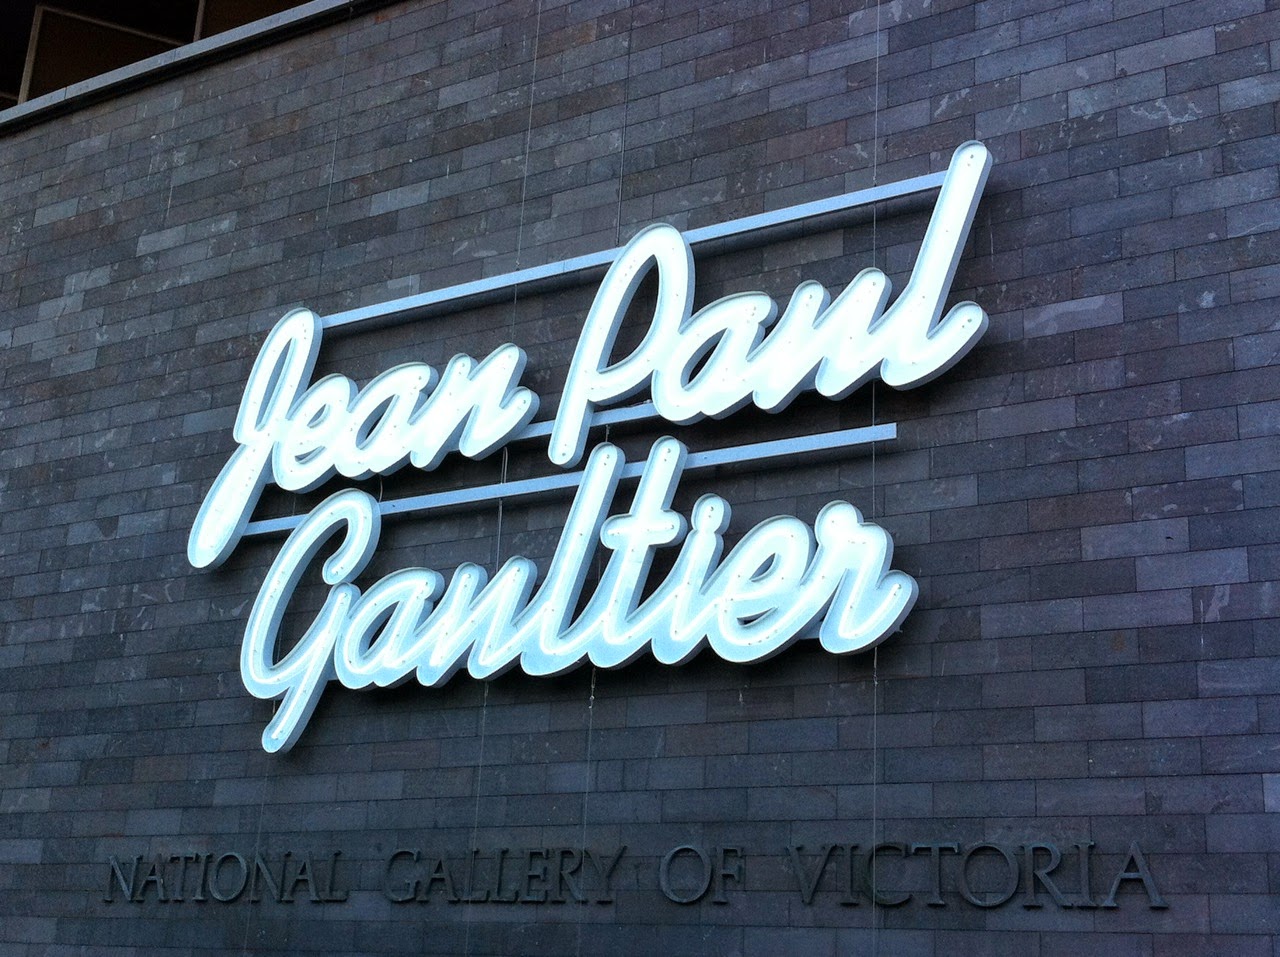 Jean Paul
Gaultier
NATIONAL GALLERY OF VICTORIA